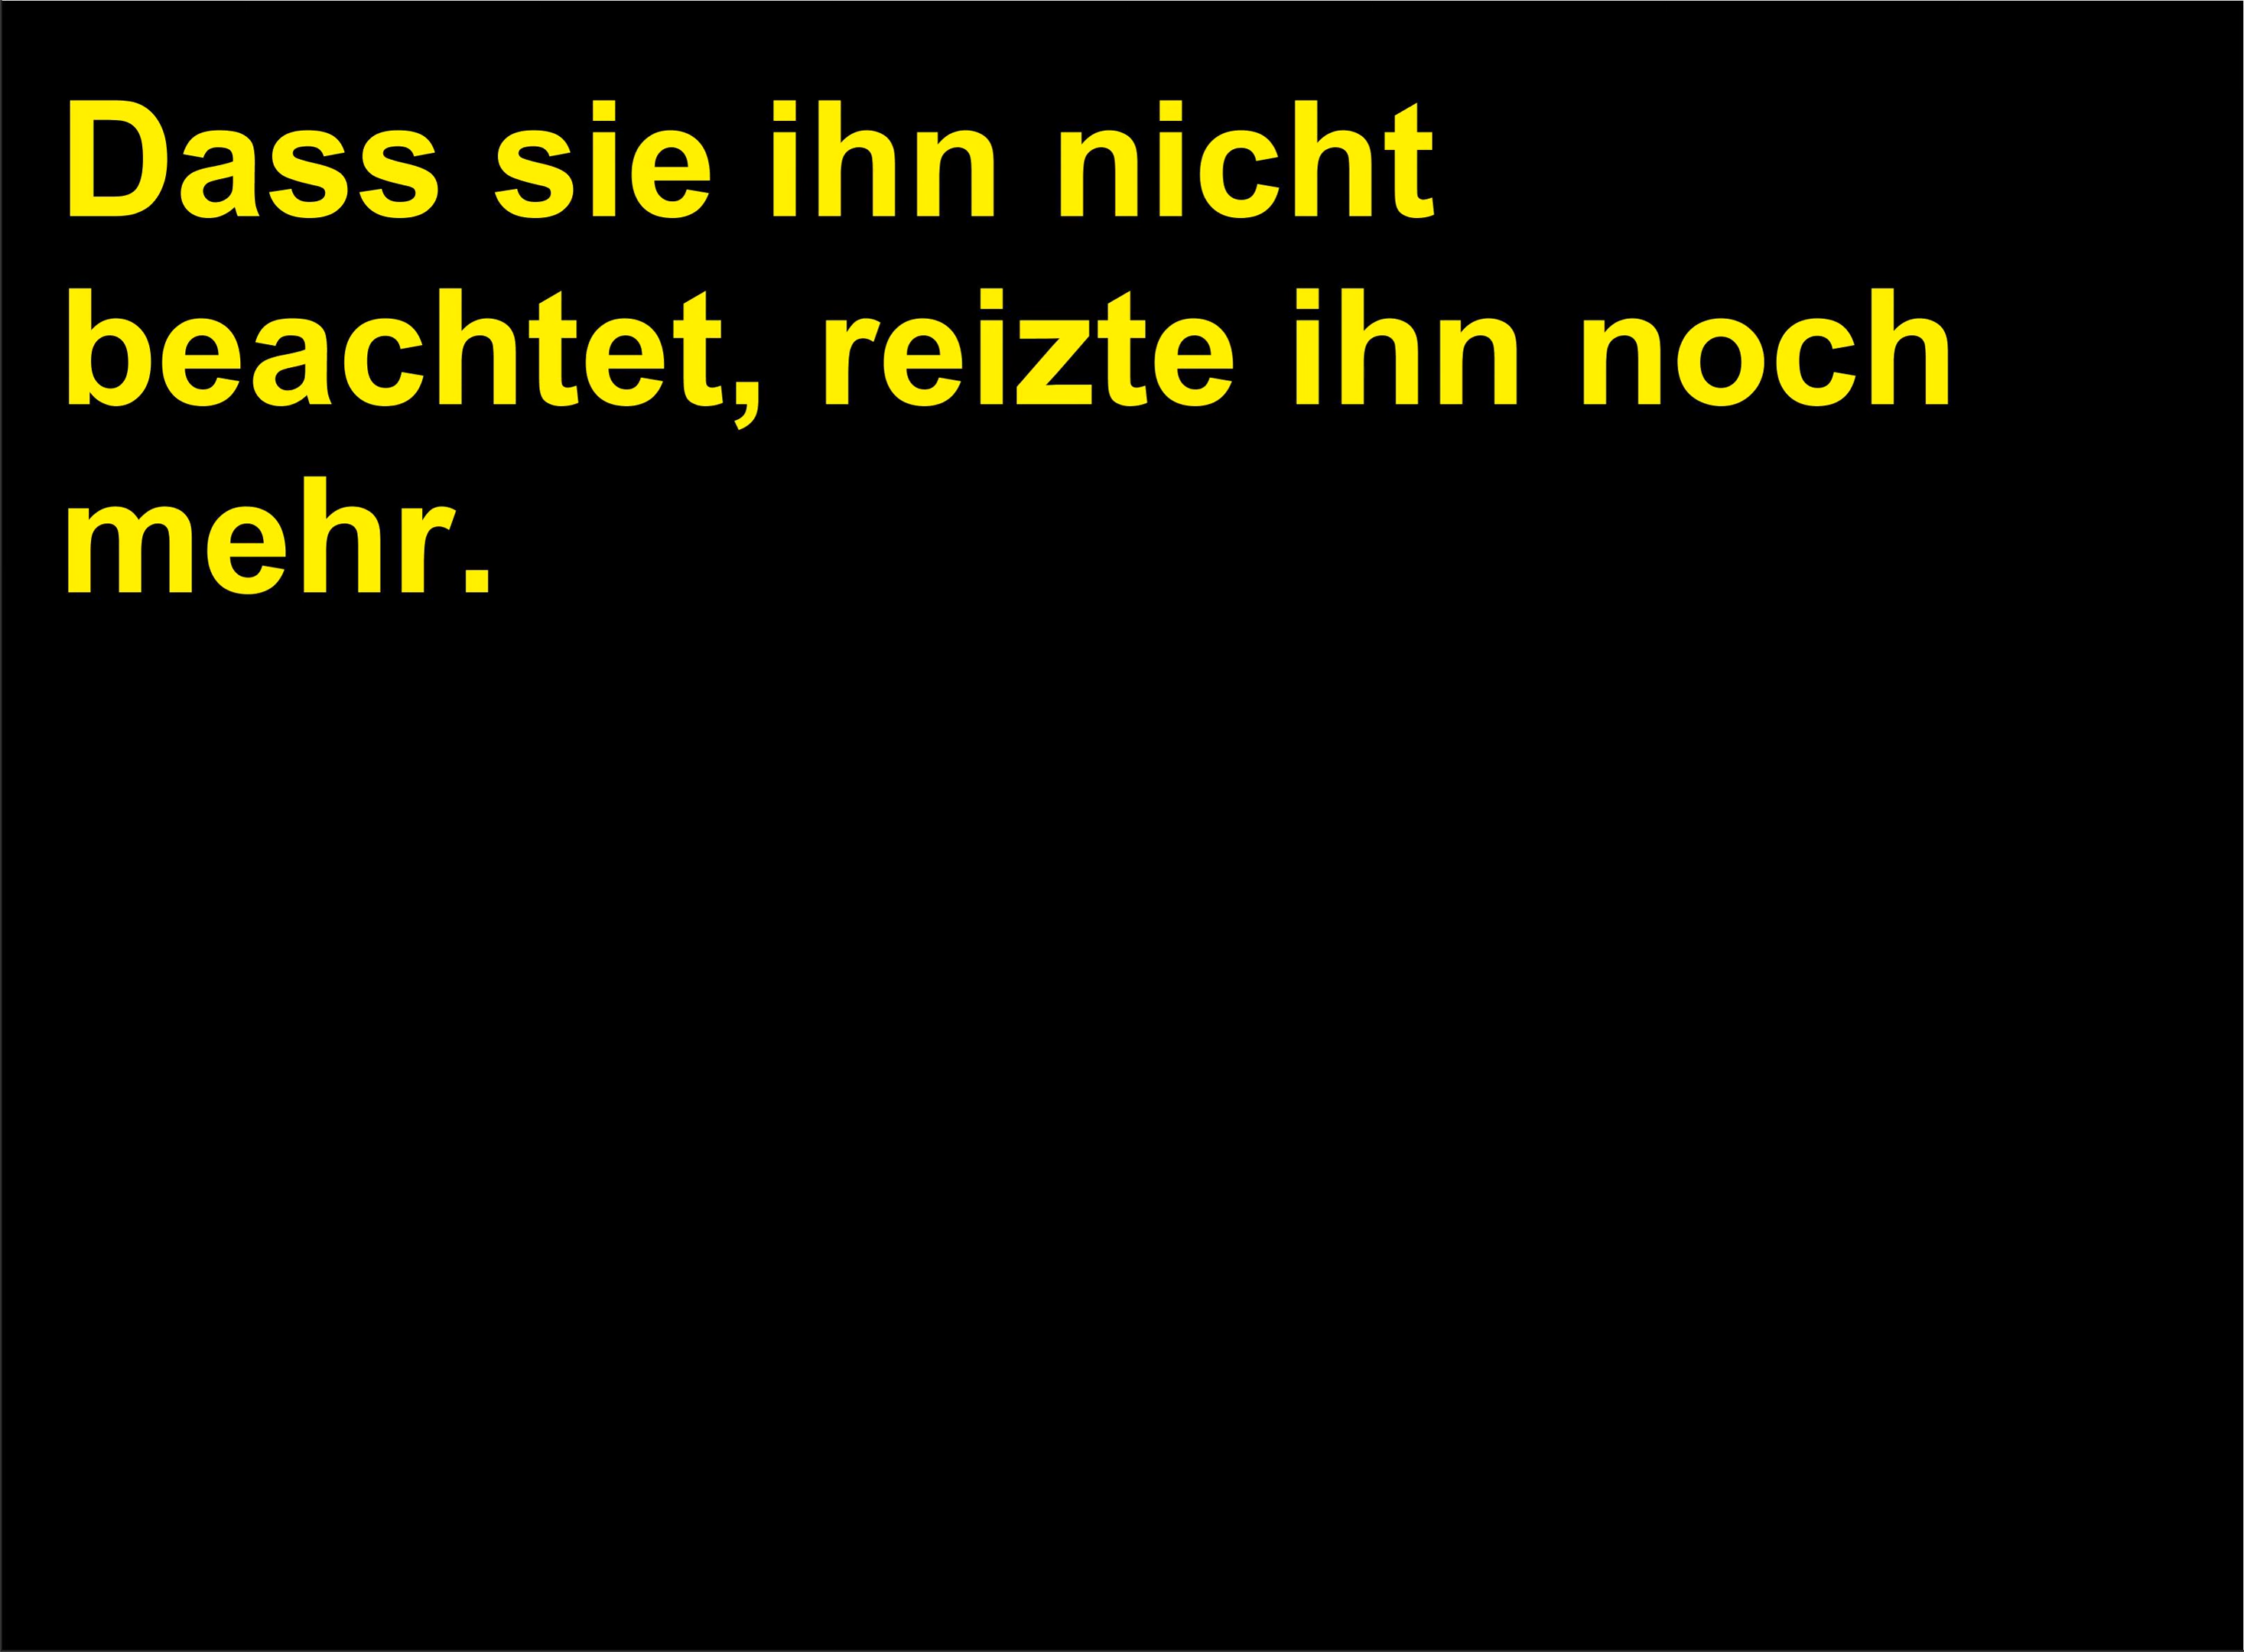 Dass sie ihn nicht
beachtet, reizte ihn noch
mehr.